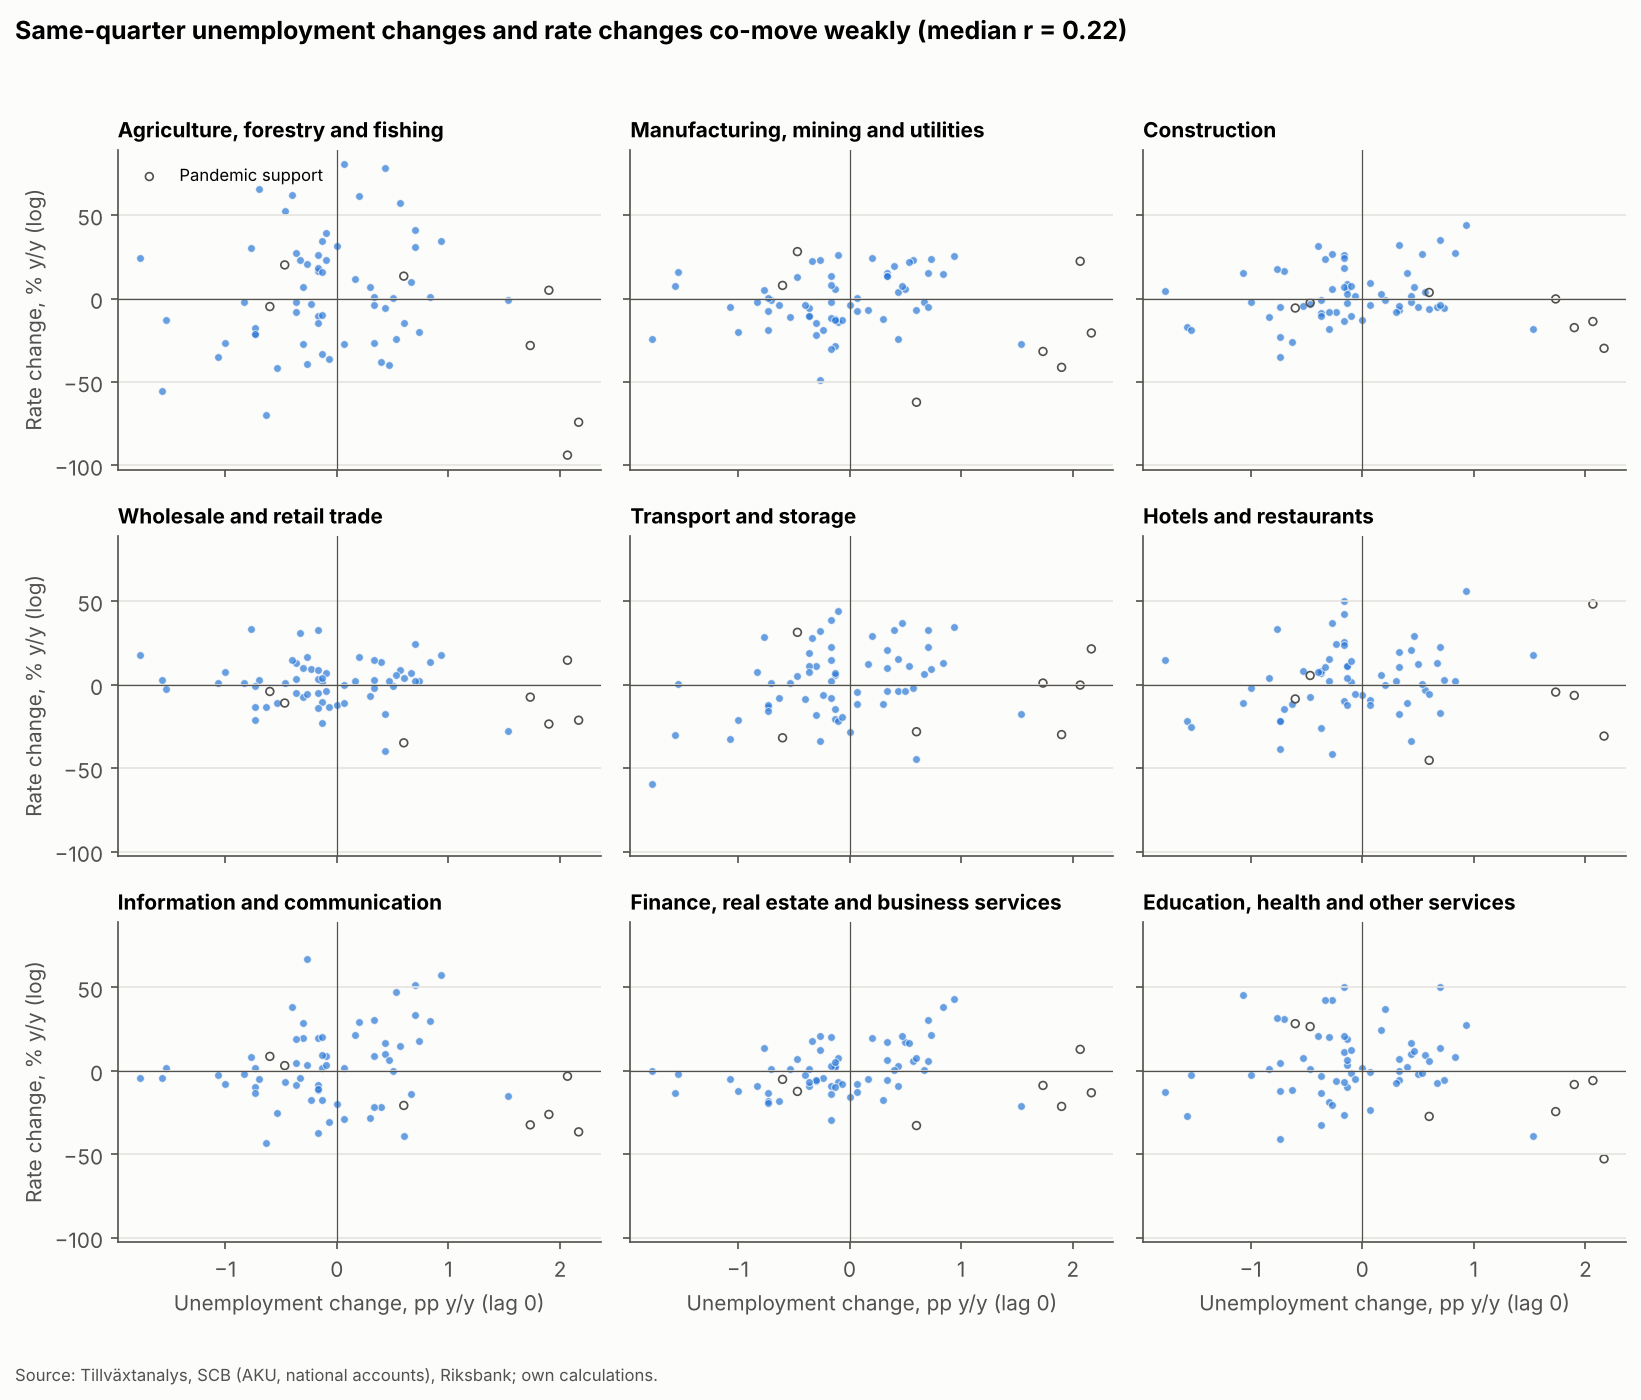 Same-quarter unemployment changes and rate changes co-move weakly (median r = 0.22)
Agriculture, forestry and fishing
Manufacturing, mining and utilities
Construction
Pandemic support
Rate change, % y/y (log)
50
0
−50
−100
Wholesale and retail trade
Transport and storage
Hotels and restaurants
Rate change, % y/y (log)
50
0
−50
−100
Information and communication
Finance, real estate and business services
Education, health and other services
Rate change, % y/y (log)
50
0
−50
−100
−1 0 1 2
−1 0 1 2
−1 0 1 2
Unemployment change, pp y/y (lag 0)
Unemployment change, pp y/y (lag 0)
Unemployment change, pp y/y (lag 0)
Source: Tillväxtanalys, SCB (AKU, national accounts), Riksbank; own calculations.